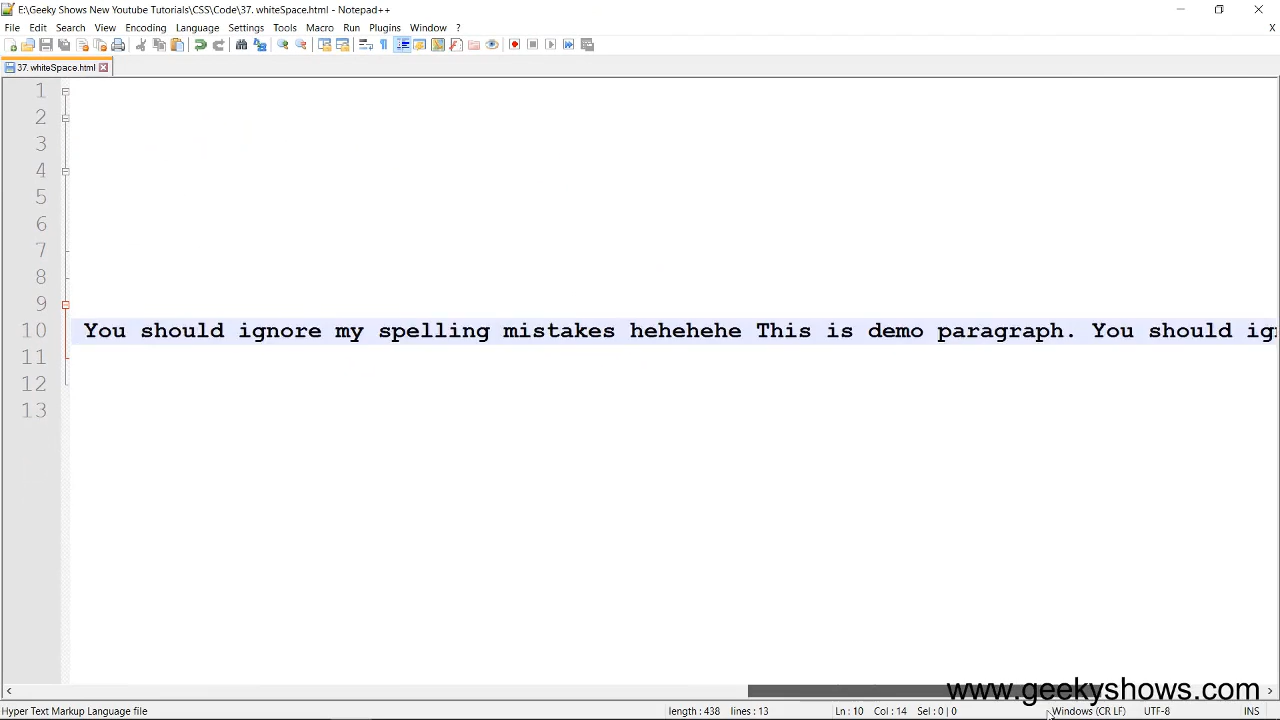 E:\Geeky Shows New Youtube Tutorials\CSS\Code\37. whiteSpace.html - Notepad++
File Edit Search View Encoding Language Settings Tools Macro Run Plugins Window ? X
37. whiteSpace.html
1
2
3
4
5
6
7
8
9
10 You should ignore my spelling mistakes hehehehe This is demo paragraph. You should ign
11
12
13
www.geekyshows.com
Hyper Text Markup Language file length : 438 lines : 13 Ln : 10 Col : 14 Sel : 0 | 0 Windows (CR LF) UTF-8 INS